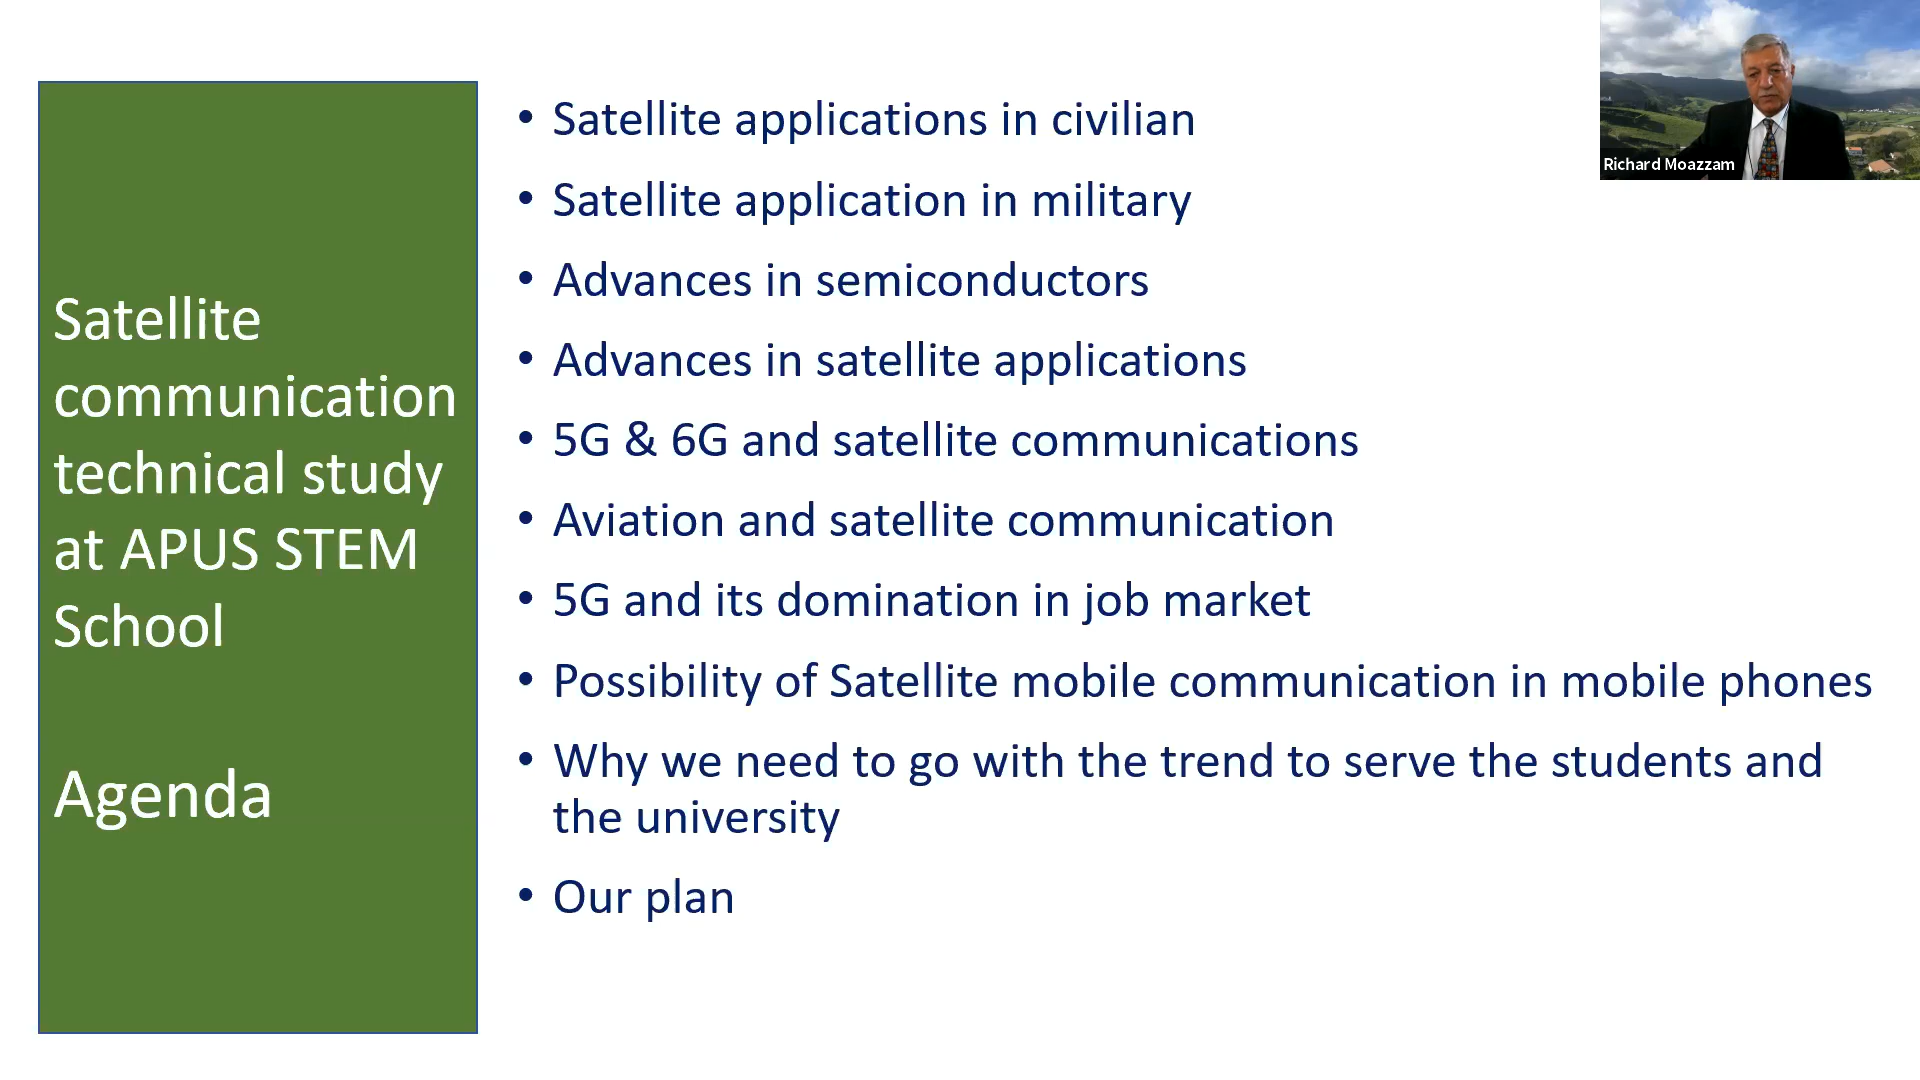 Satellite
communication
technical study
at APUS STEM
School
Agenda
• Satellite applications in civilian
• Satellite application in military
• Advances in semiconductors
• Advances in satellite applications
• 5G & 6G and satellite communications
• Aviation and satellite communication
• 5G and its domination in job market
• Possibility of Satellite mobile communication in mobile phones
• Why we need to go with the trend to serve the students and
the university
• Our plan
Richard Moazzam